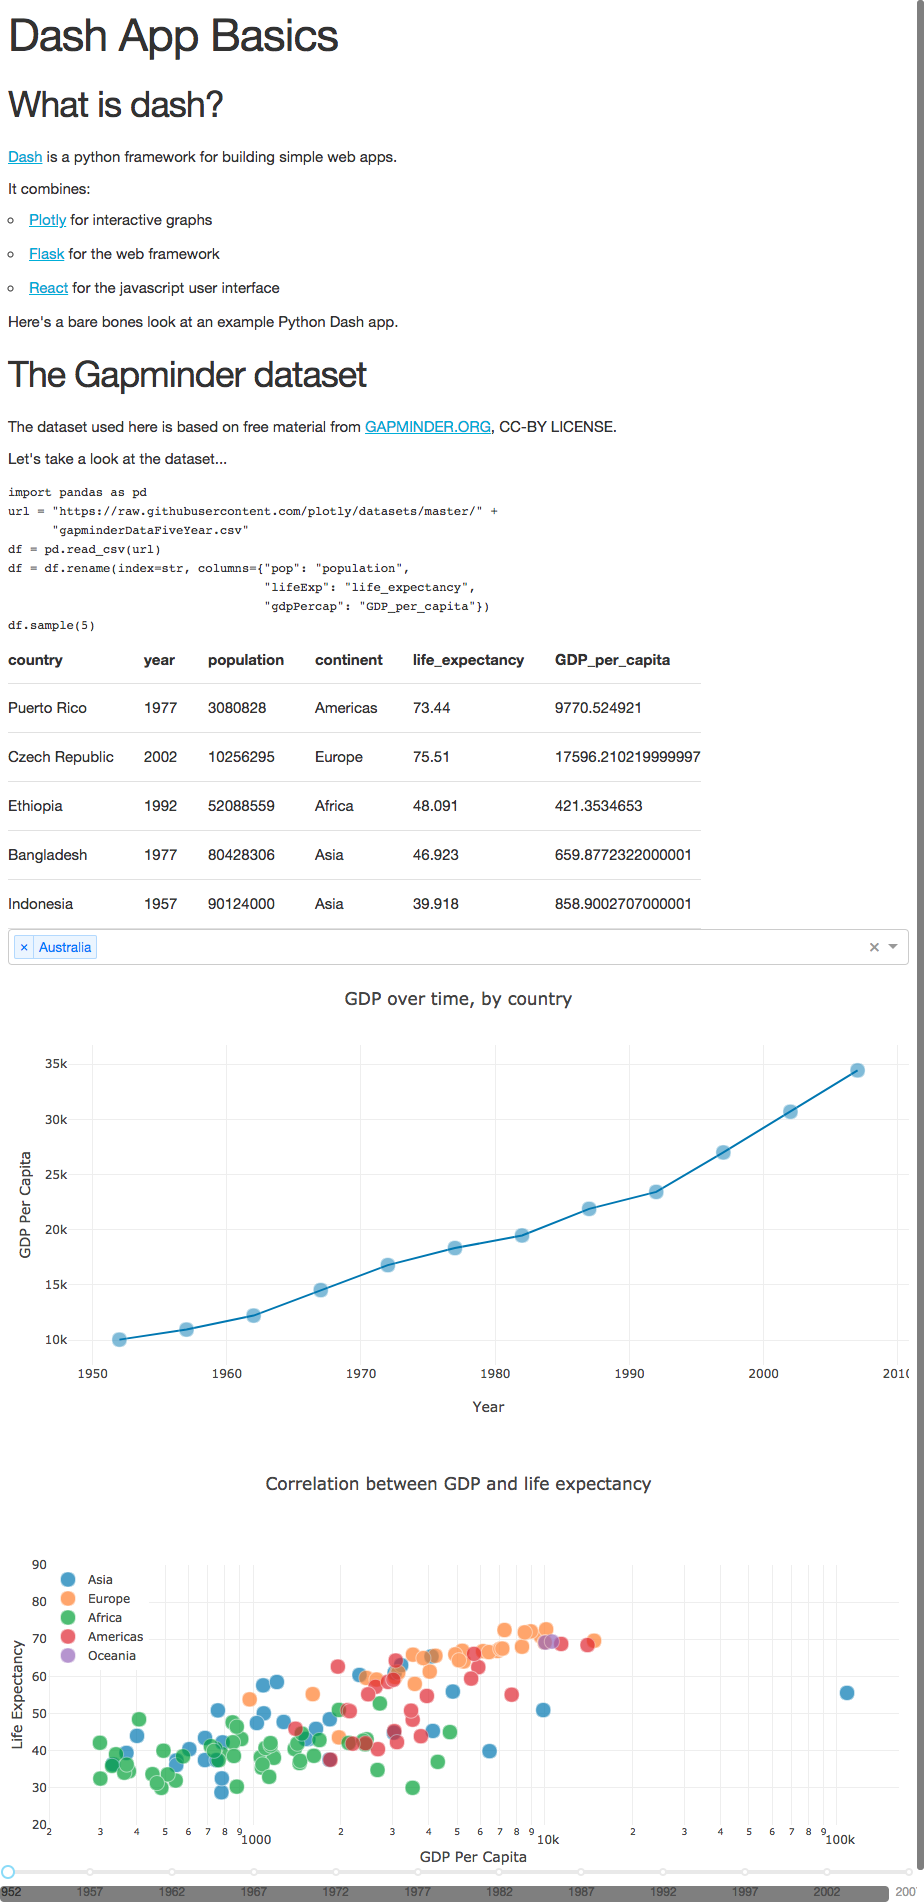 Dash App Basics
What is dash?
Dash is a python framework for building simple web apps.
It combines:
Plotly for interactive graphs
Flask for the web framework
React for the javascript user interface
Here's a bare bones look at an example Python Dash app.
The Gapminder dataset
The dataset used here is based on free material from GAPMINDER.ORG, CC-BY LICENSE.
Let's take a look at the dataset...
import pandas as pd
url = "https://raw.githubusercontent.com/plotly/datasets/master/" +
      "gapminderDataFiveYear.csv"
df = pd.read_csv(url)
df = df.rename(index=str, columns={"pop": "population",
                                   "lifeExp": "life_expectancy",
                                   "gdpPercap": "GDP_per_capita"})
df.sample(5)
country year population continent life_expectancy GDP_per_capita
Puerto Rico 1977 3080828 Americas 73.44 9770.524921
Czech Republic 2002 10256295 Europe 75.51 17596.210219999997
Ethiopia 1992 52088559 Africa 48.091 421.3534653
Bangladesh 1977 80428306 Asia 46.923 659.8772322000001
Indonesia 1957 90124000 Asia 39.918 858.9002707000001
× Australia × 
GDP over time, by country
35k
30k
25k
20k
15k
10k
GDP Per Capita
1950 1960 1970 1980 1990 2000 2010
Year
Correlation between GDP and life expectancy
90
80
70
60
50
40
30
20
Life Expectancy
Asia
Europe
Africa
Americas
Oceania
2 3 4 5 6 7 8 9 1000 2 3 4 5 6 7 8 9 10k 2 3 4 5 6 7 8 9 100k
GDP Per Capita
952 1957 1962 1967 1972 1977 1982 1987 1992 1997 2002 200